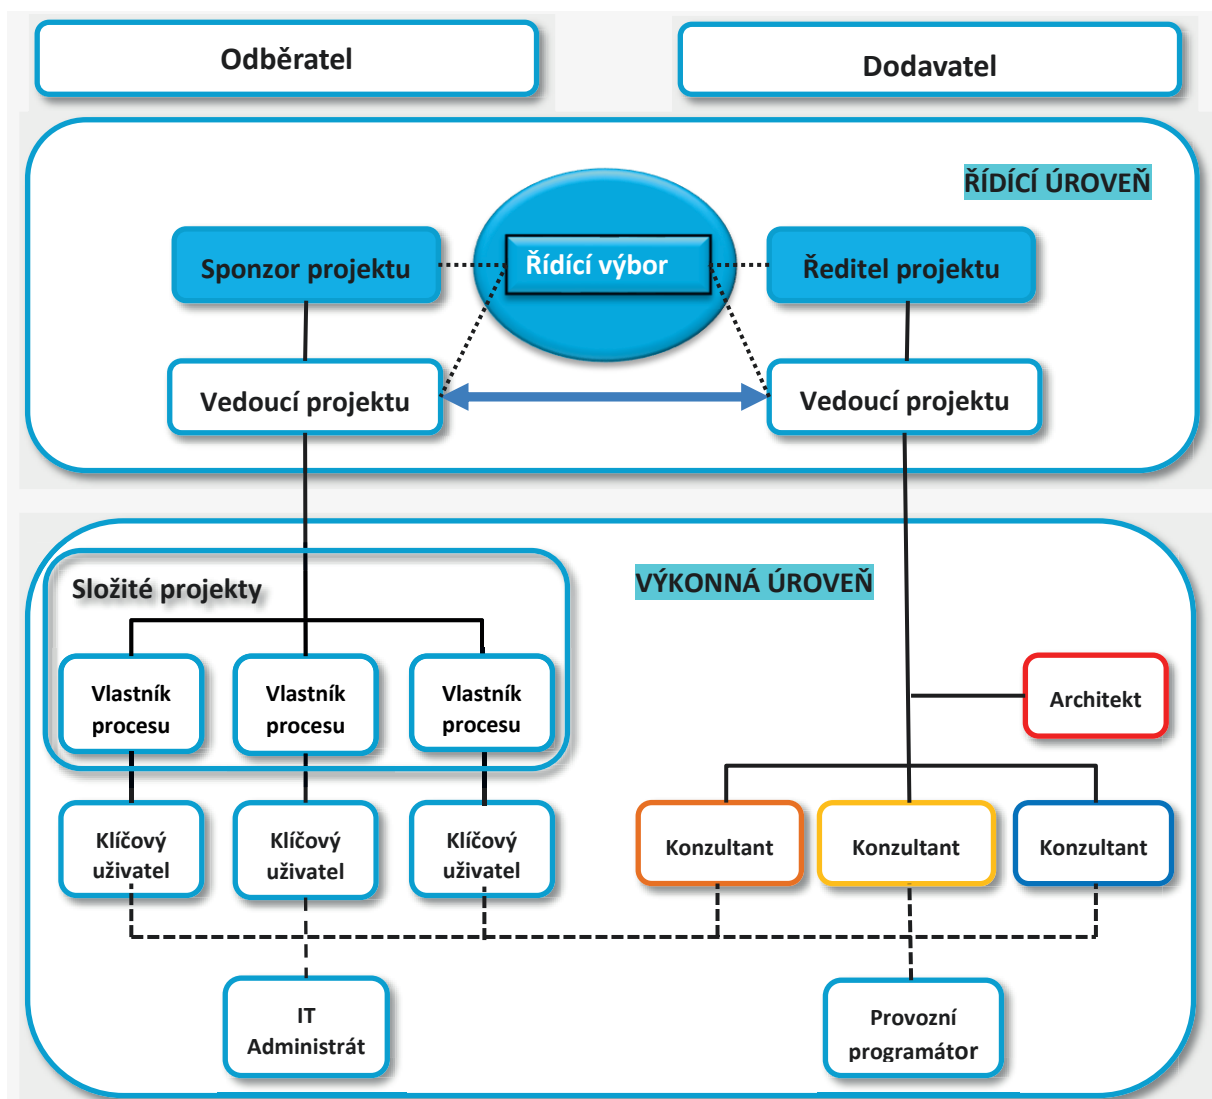 Odběratel
Dodavatel
ŘÍDÍCÍ ÚROVEŇ
Sponzor projektu
Řídící výbor
Ředitel projektu
Vedoucí projektu
Vedoucí projektu
Složité projekty
VÝKONNÁ ÚROVEŇ
Vlastník
procesu
Vlastník
procesu
Vlastník
procesu
Architekt
Klíčový
uživatel
Klíčový
uživatel
Klíčový
uživatel
Konzultant
Konzultant
Konzultant
IT
Administrát
Provozní
programátor